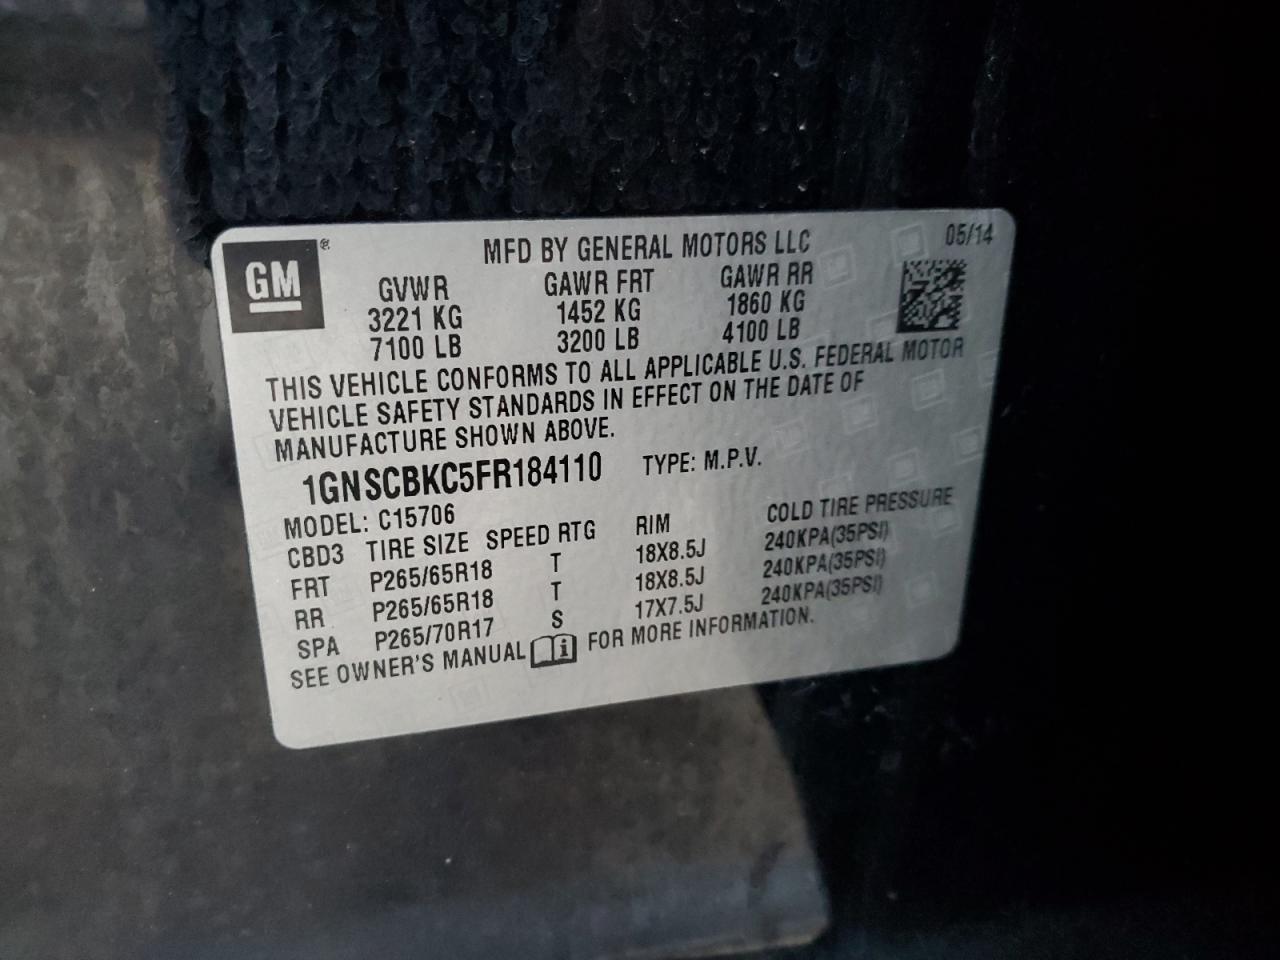 GM®
MFD BY GENERAL MOTORS LLC 05/14
GVWR GAWR FRT GAWR RR
3221 KG 1452 KG 1860 KG
7100 LB 3200 LB 4100 LB
THIS VEHICLE CONFORMS TO ALL APPLICABLE U.S. FEDERAL MOTOR
VEHICLE SAFETY STANDARDS IN EFFECT ON THE DATE OF
MANUFACTURE SHOWN ABOVE.
1GNSCBKC5FR184110 TYPE: M.P.V.
MODEL: C15706
CBD3 TIRE SIZE SPEED RTG RIM COLD TIRE PRESSURE
FRT P265/65R18 T 18X8.5J 240KPA(35PSI)
RR P265/65R18 T 18X8.5J 240KPA(35PSI)
SPA P265/70R17 S 17X7.5J 240KPA(35PSI)
SEE OWNER'S MANUAL i FOR MORE INFORMATION.